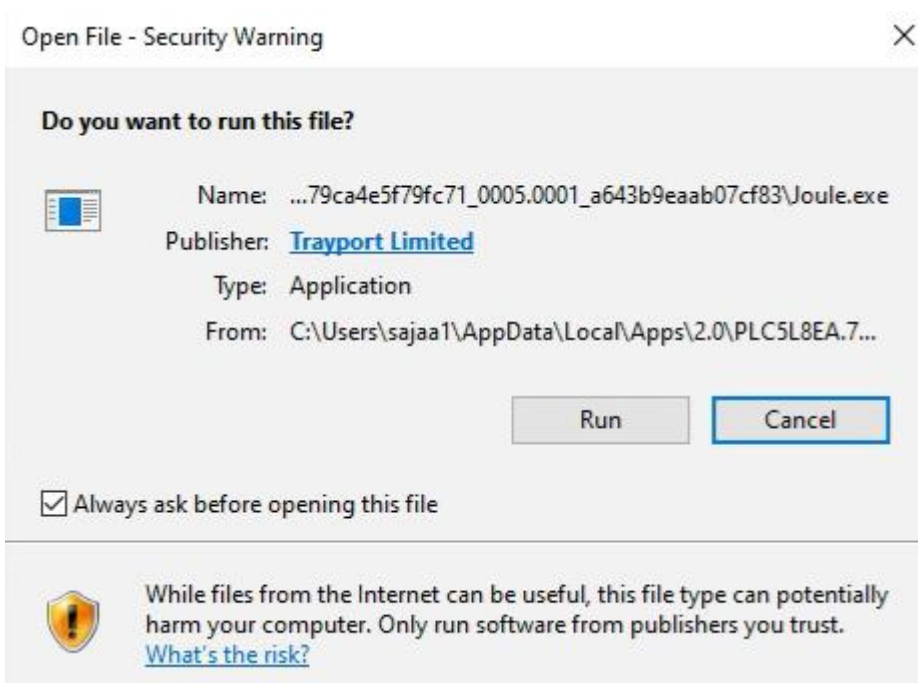 Open File - Security Warning
Do you want to run this file?
Name: ...79ca4e5f79fc71_0005.0001_a643b9eaab07cf83\Joule.exe
Publisher: Trayport Limited
Type: Application
From: C:\Users\sajaa1\AppData\Local\Apps\2.0\PLC5L8EA.7...
Run Cancel
Always ask before opening this file
While files from the Internet can be useful, this file type can potentially
harm your computer. Only run software from publishers you trust.
What's the risk?